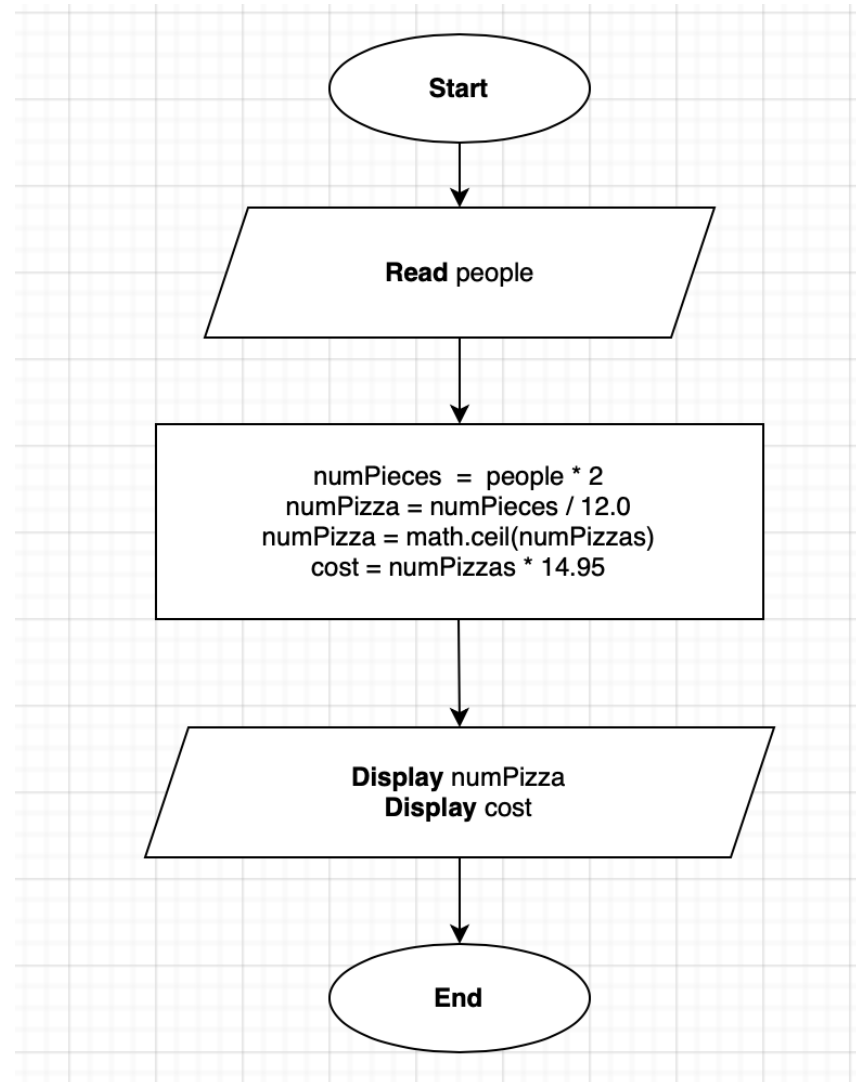 Start
Read people
numPieces  =  people * 2
numPizza = numPieces / 12.0
numPizza = math.ceil(numPizzas)
cost = numPizzas * 14.95
Display numPizza
Display cost
End